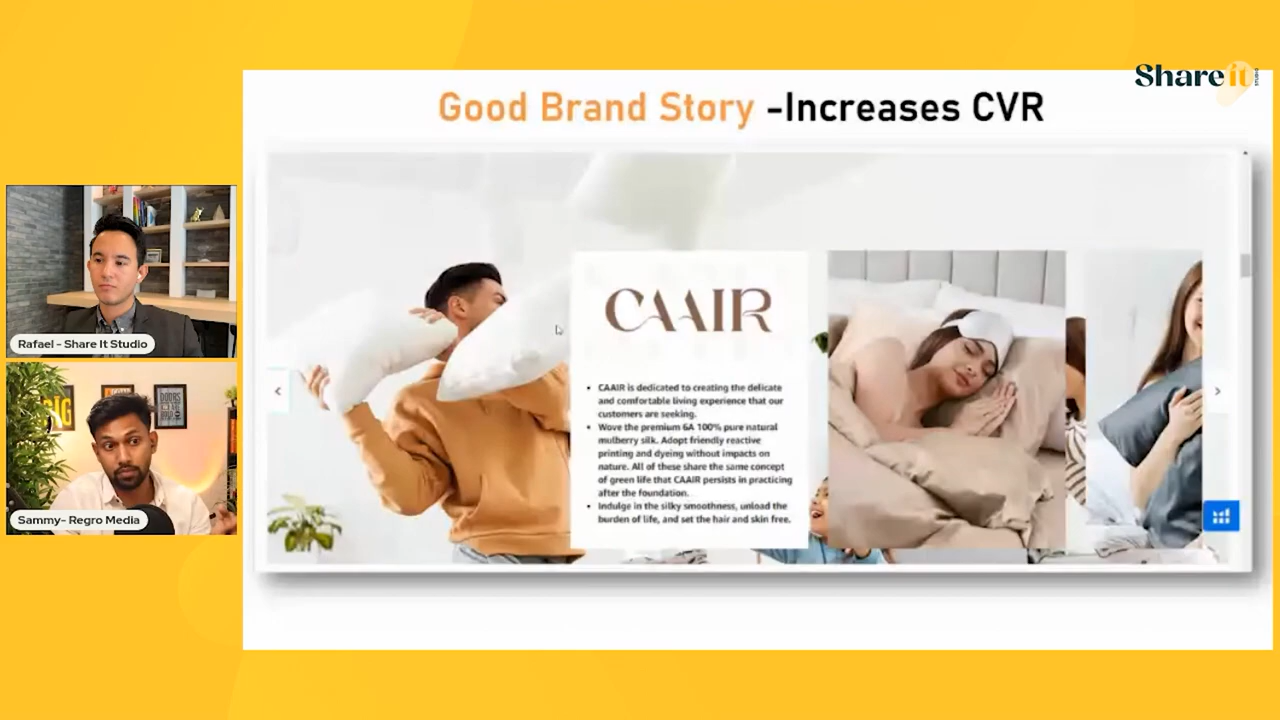 Share it
STUDIO
Good Brand Story -Increases CVR
CAAIR
• CAAIR is dedicated to creating the delicate
and comfortable living experience that our
customers are seeking.
• Wove the premium 6A 100% pure natural
mulberry silk. Adopt friendly reactive
printing and dyeing without impacts on
nature. All of these share the same concept
of green life that CAAIR persists in practicing
after the foundation.
• Indulge in the silky smoothness, unload the
burden of life, and set the hair and skin free.
Rafael - Share It Studio
DOORS
Sammy- Regro Media